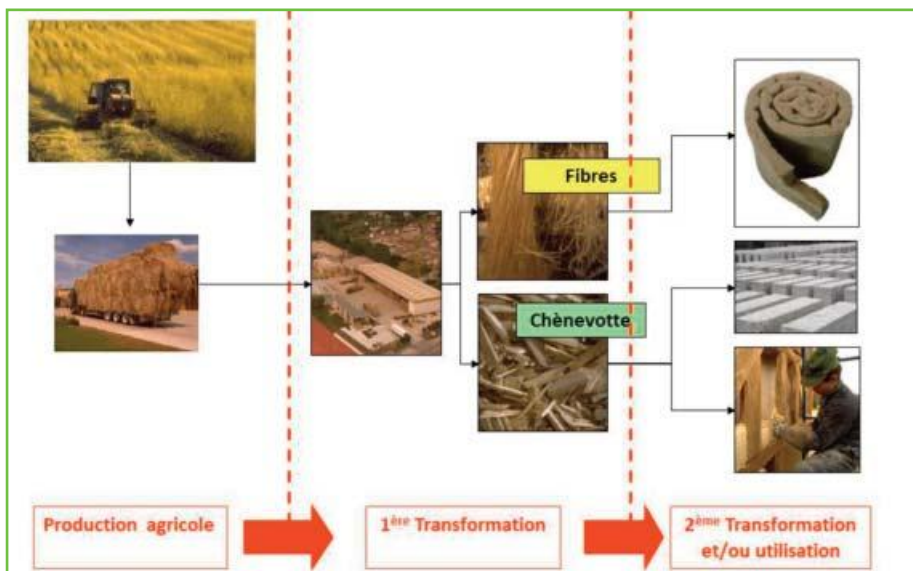 Fibres
Chènevotte
Production agricole
1ère Transformation
2ème Transformation
et/ou utilisation